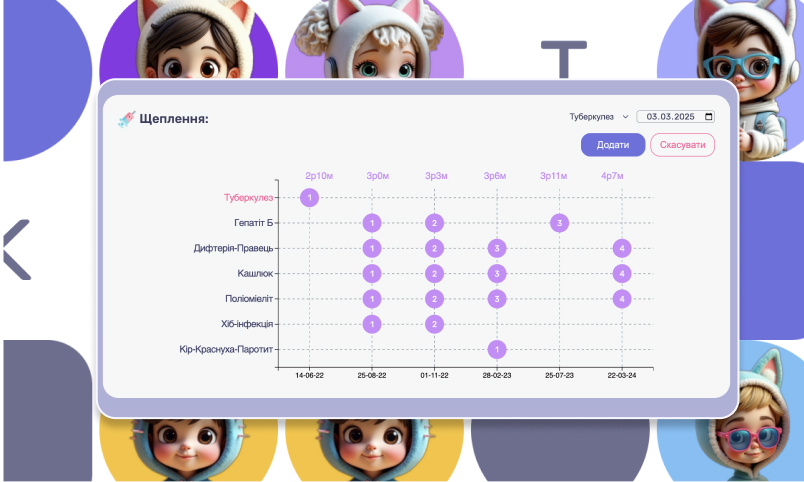 T
Щеплення:
Туберкулез
03.03.2025
Додати
Скасувати
2р10м 3р0м 3р3м 3р6м 3р11м 4р7м
Туберкулез 1
Гепатіт Б 1 2 3
Дифтерія-Правець 1 2 3 4
Кашлюк 1 2 3 4
Поліоміеліт 1 2 3 4
Хіб-інфекція 1 2
Кір-Краснуха-Паротит 1
14-06-22 25-08-22 01-11-22 28-02-23 25-07-23 22-03-24
K